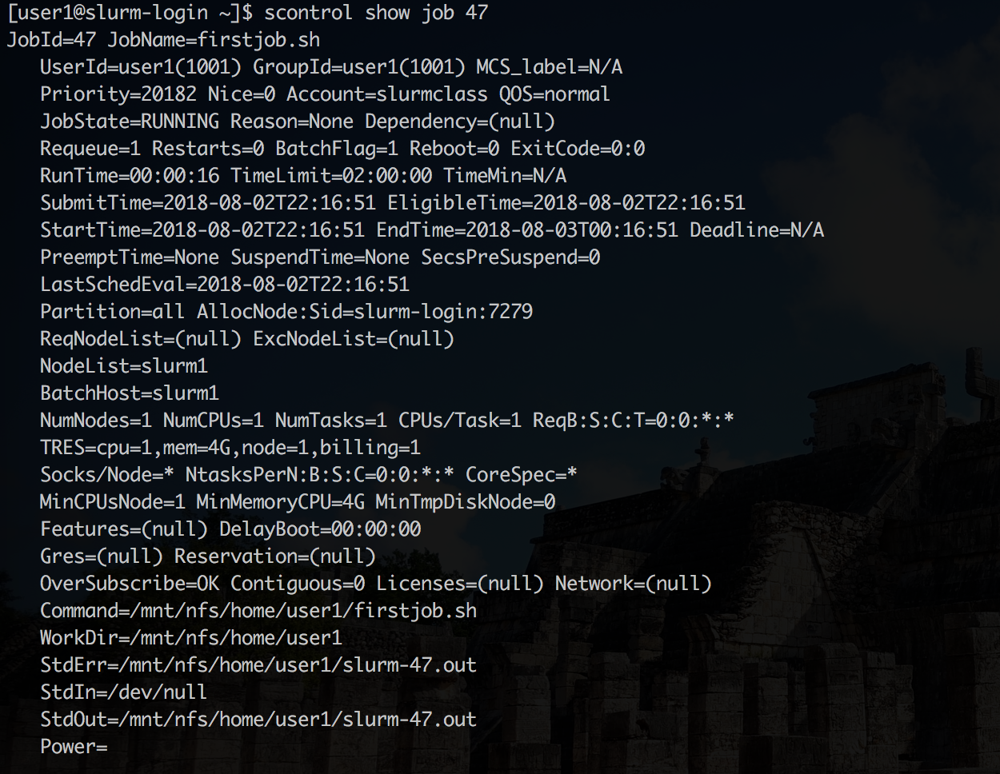 [user1@slurm-login ~]$ scontrol show job 47
JobId=47 JobName=firstjob.sh
   UserId=user1(1001) GroupId=user1(1001) MCS_label=N/A
   Priority=20182 Nice=0 Account=slurmclass QOS=normal
   JobState=RUNNING Reason=None Dependency=(null)
   Requeue=1 Restarts=0 BatchFlag=1 Reboot=0 ExitCode=0:0
   RunTime=00:00:16 TimeLimit=02:00:00 TimeMin=N/A
   SubmitTime=2018-08-02T22:16:51 EligibleTime=2018-08-02T22:16:51
   StartTime=2018-08-02T22:16:51 EndTime=2018-08-03T00:16:51 Deadline=N/A
   PreemptTime=None SuspendTime=None SecsPreSuspend=0
   LastSchedEval=2018-08-02T22:16:51
   Partition=all AllocNode:Sid=slurm-login:7279
   ReqNodeList=(null) ExcNodeList=(null)
   NodeList=slurm1
   BatchHost=slurm1
   NumNodes=1 NumCPUs=1 NumTasks=1 CPUs/Task=1 ReqB:S:C:T=0:0:*:*
   TRES=cpu=1,mem=4G,node=1,billing=1
   Socks/Node=* NtasksPerN:B:S:C=0:0:*:* CoreSpec=*
   MinCPUsNode=1 MinMemoryCPU=4G MinTmpDiskNode=0
   Features=(null) DelayBoot=00:00:00
   Gres=(null) Reservation=(null)
   OverSubscribe=OK Contiguous=0 Licenses=(null) Network=(null)
   Command=/mnt/nfs/home/user1/firstjob.sh
   WorkDir=/mnt/nfs/home/user1
   StdErr=/mnt/nfs/home/user1/slurm-47.out
   StdIn=/dev/null
   StdOut=/mnt/nfs/home/user1/slurm-47.out
   Power=